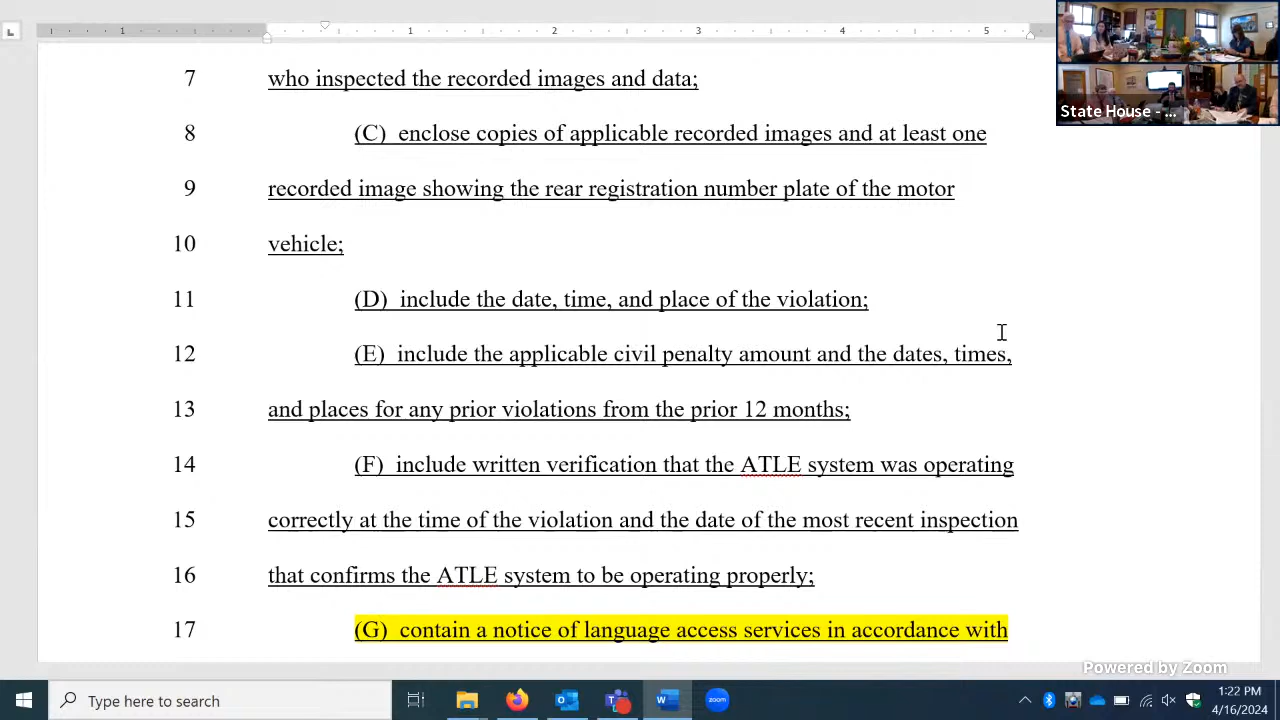 1 1 2 3 4 5
7 who inspected the recorded images and data;
8 (C) enclose copies of applicable recorded images and at least one
9 recorded image showing the rear registration number plate of the motor
10 vehicle;
11 (D) include the date, time, and place of the violation;
12 (E) include the applicable civil penalty amount and the dates, times,
13 and places for any prior violations from the prior 12 months;
14 (F) include written verification that the ATLE system was operating
15 correctly at the time of the violation and the date of the most recent inspection
16 that confirms the ATLE system to be operating properly;
17 (G) contain a notice of language access services in accordance with
State House - ...
Powered by Zoom
Type here to search
zoom
1:22 PM
4/16/2024